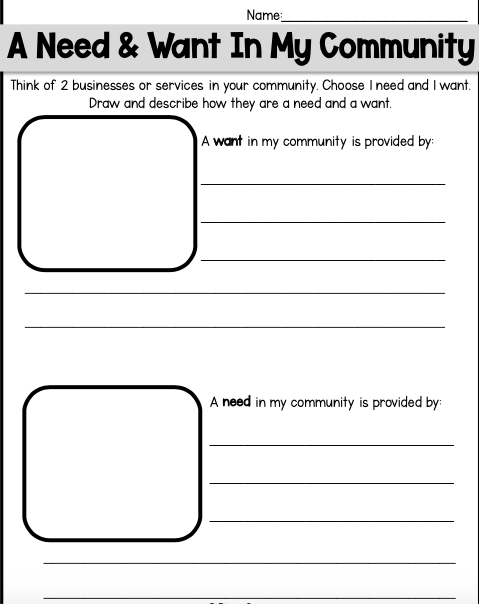 Name:
A Need & Want In My Community
Think of 2 businesses or services in your community. Choose 1 need and 1 want.
Draw and describe how they are a need and a want.
A want in my community is provided by:
A need in my community is provided by: